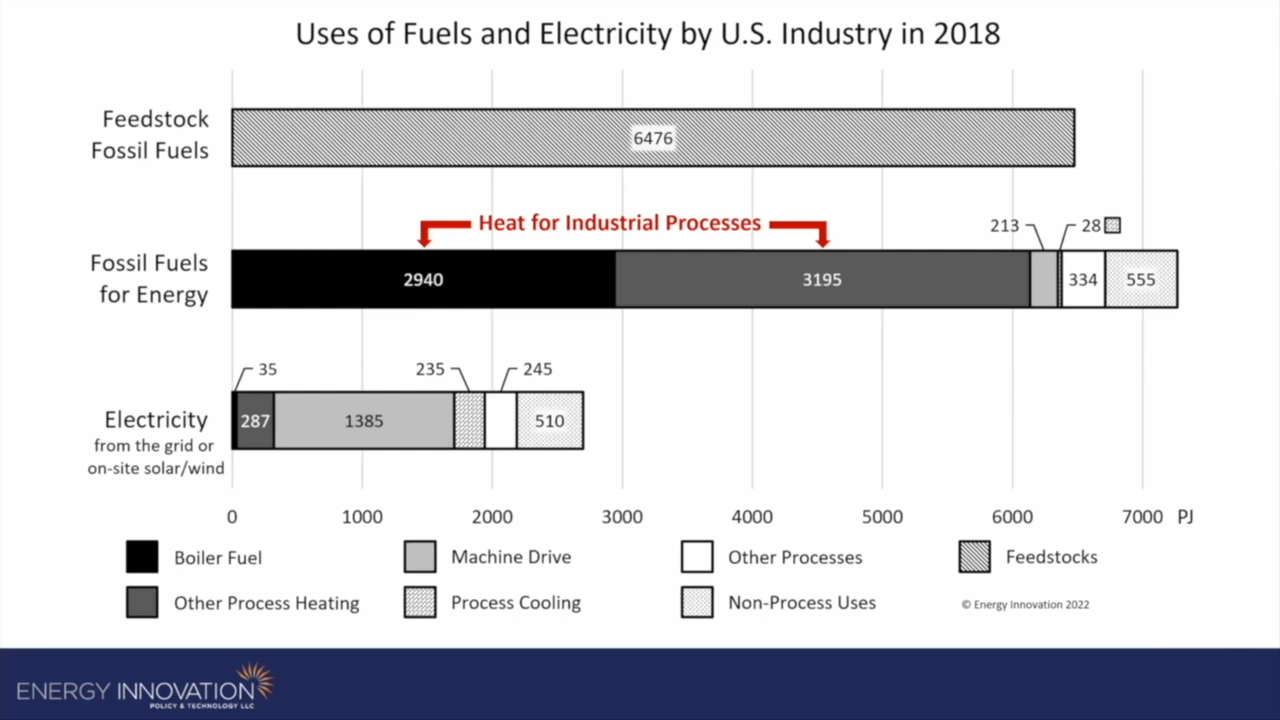 Uses of Fuels and Electricity by U.S. Industry in 2018
Feedstock
Fossil Fuels
6476
Heat for Industrial Processes
213
28
Fossil Fuels
for Energy
2940
3195
334
555
35
235
245
Electricity
from the grid or
on-site solar/wind
287
1385
510
0 1000 2000 3000 4000 5000 6000 7000 PJ
Boiler Fuel
Machine Drive
Other Processes
Feedstocks
Other Process Heating
Process Cooling
Non-Process Uses
© Energy Innovation 2022
ENERGY INNOVATION
POLICY & TECHNOLOGY LLC